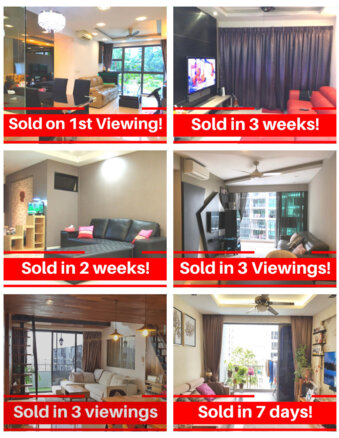 Sold on 1st Viewing!
Sold in 3 weeks!
Sold in 2 weeks!
Sold in 3 Viewings!
Sold in 3 viewings
Sold in 7 days!